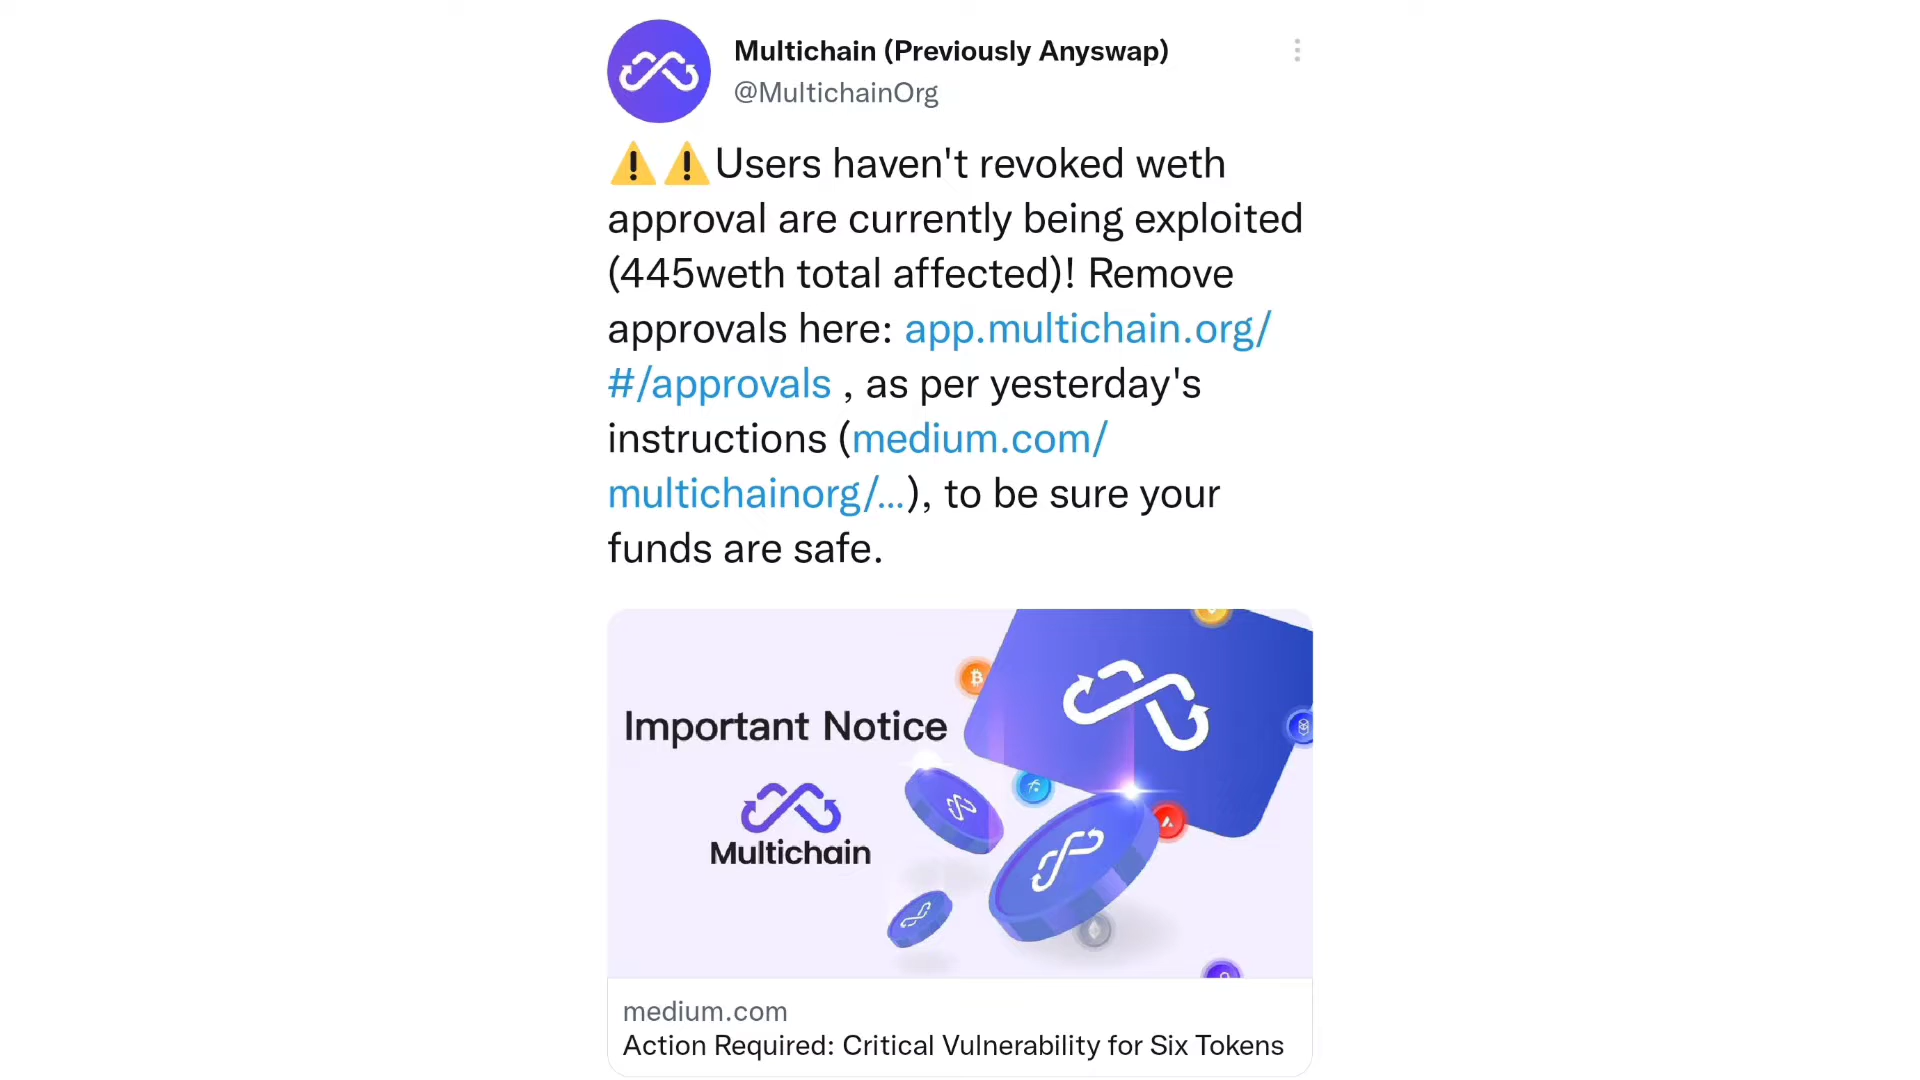 Multichain (Previously Anyswap)
@MultichainOrg
⚠️⚠️Users haven't revoked weth
approval are currently being exploited
(445weth total affected)! Remove
approvals here: app.multichain.org/
#/approvals , as per yesterday's
instructions (medium.com/
multichainorg/…), to be sure your
funds are safe.
Important Notice
Multichain
medium.com
Action Required: Critical Vulnerability for Six Tokens